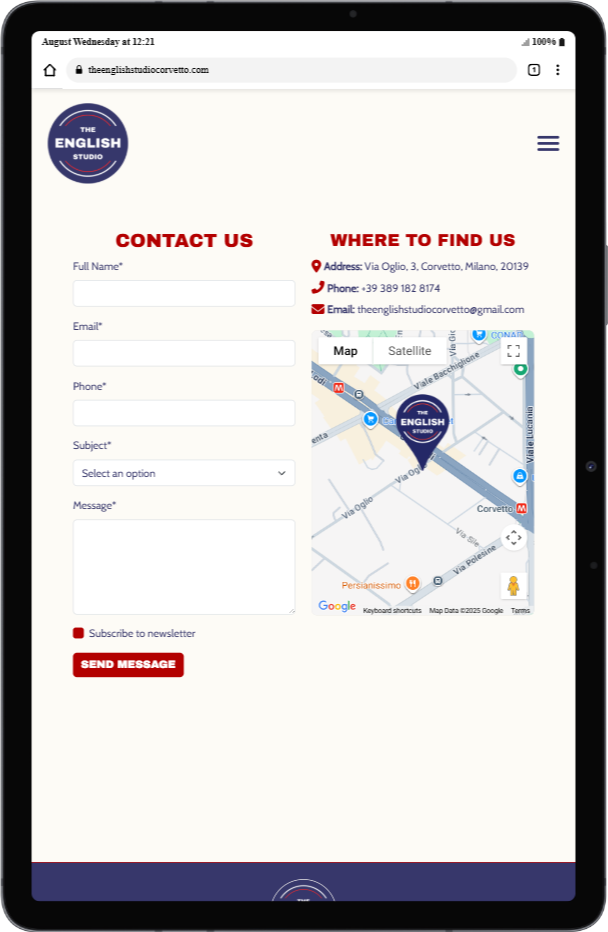 August Wednesday at 12:21
100%
theenglishstudiocorvetto.com
1
THE
ENGLISH
STUDIO
CONTACT US
Full Name*
Email*
Phone*
Subject*
Select an option
Message*
Subscribe to newsletter
SEND MESSAGE
WHERE TO FIND US
Address: Via Oglio, 3, Corvetto, Milano, 20139
Phone: +39 389 182 8174
Email: theenglishstudiocorvetto@gmail.com
Map
Satellite
Viale Bacchiglione
Viale Lucania
M
THE
ENGLISH
STUDIO
Via Oglio
Via Oglio
Corvetto
M
Via Sile
Via Polesine
Persianissimo
Google
Keyboard shortcuts
Map Data ©2025 Google
Terms